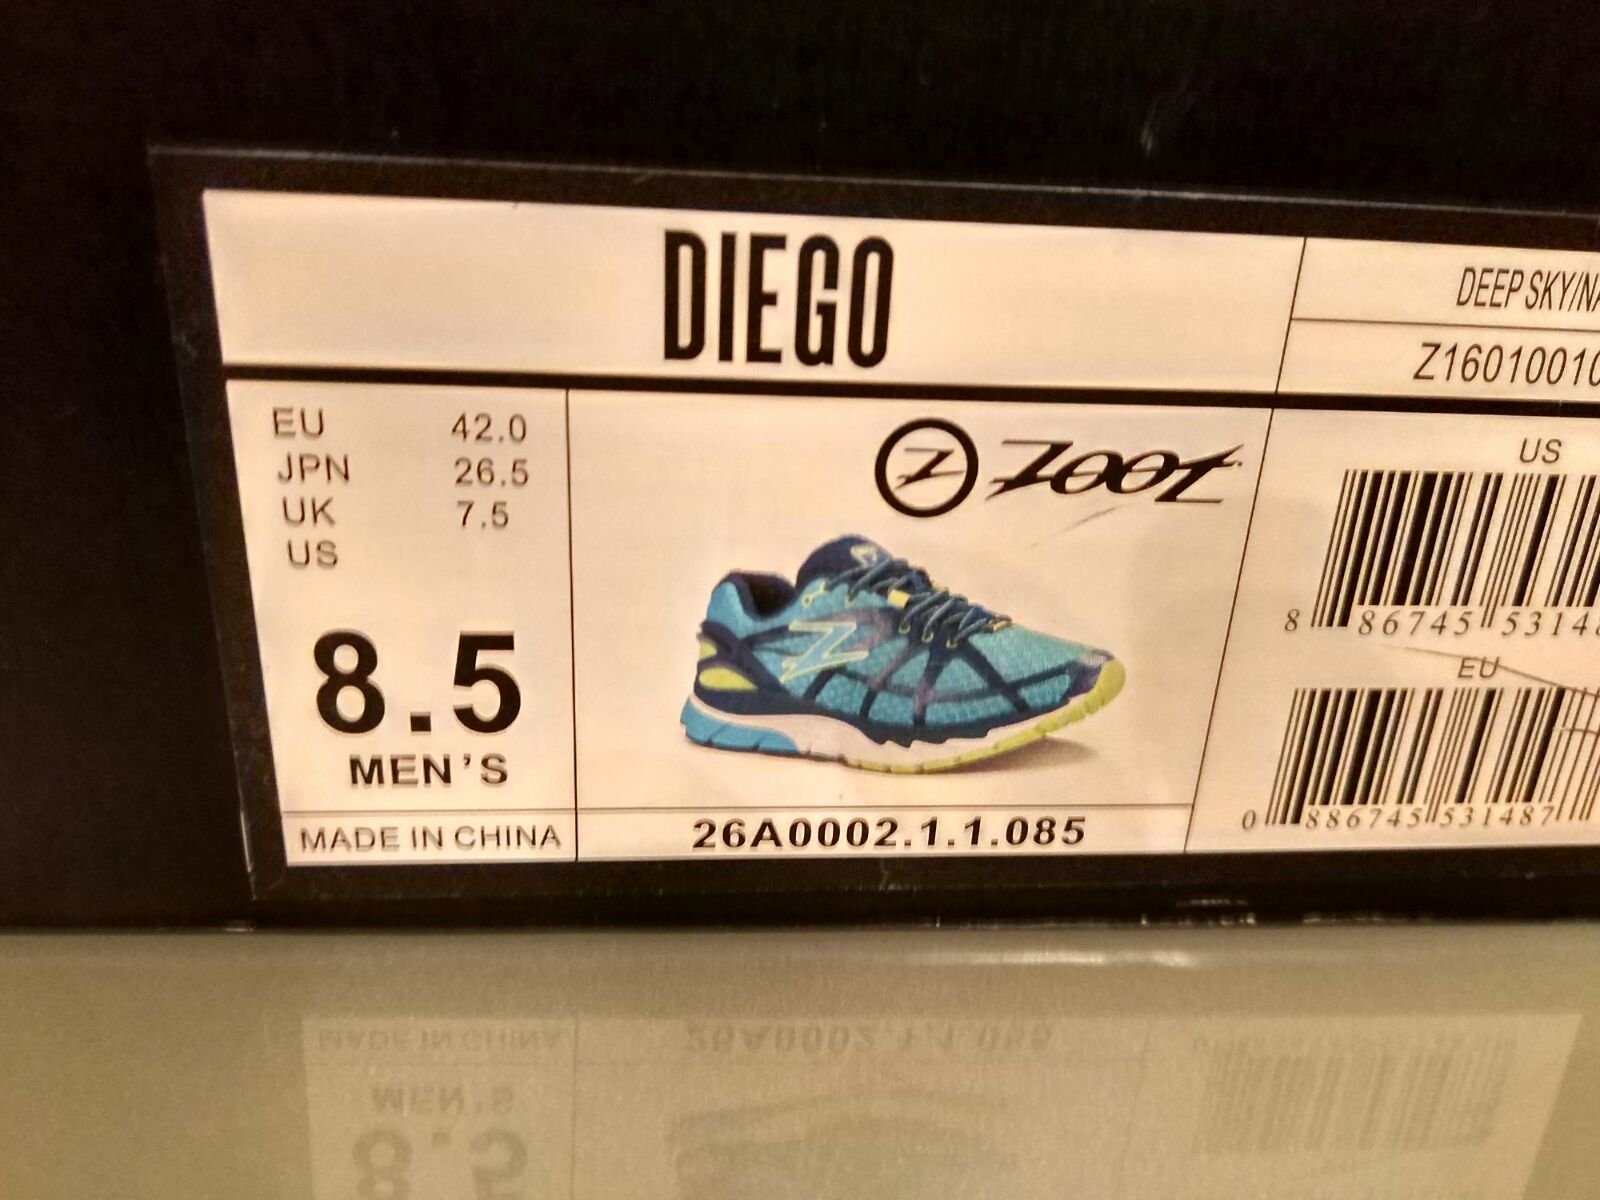 DIEGO
DEEP SKY/NA
Z16010010
EU 42.0
JPN 26.5
UK 7.5
US
8.5
MEN'S
MADE IN CHINA
Z ZOOT
26A0002.1.1.085
US
8 86745 53148
EU
0 886745 531487